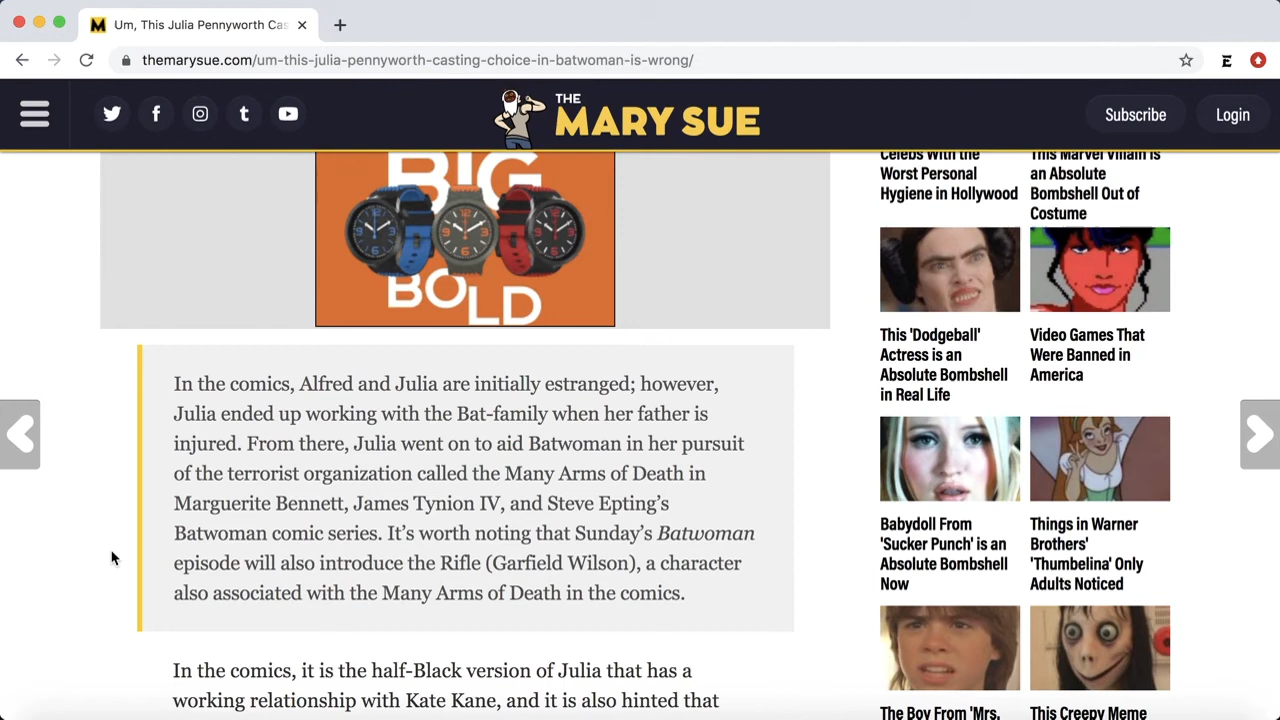 Um, This Julia Pennyworth Cas
themarysue.com/um-this-julia-pennyworth-casting-choice-in-batwoman-is-wrong/
THE
MARY SUE
Subscribe
Login
BIG
BOLD
In the comics, Alfred and Julia are initially estranged; however,
Julia ended up working with the Bat-family when her father is
injured. From there, Julia went on to aid Batwoman in her pursuit
of the terrorist organization called the Many Arms of Death in
Marguerite Bennett, James Tynion IV, and Steve Epting’s
Batwoman comic series. It’s worth noting that Sunday’s Batwoman
episode will also introduce the Rifle (Garfield Wilson), a character
also associated with the Many Arms of Death in the comics.
In the comics, it is the half-Black version of Julia that has a
working relationship with Kate Kane, and it is also hinted that
Celebs With the
Worst Personal
Hygiene in Hollywood
This Marvel Villain is
an Absolute
Bombshell Out of
Costume
This 'Dodgeball'
Actress is an
Absolute Bombshell
in Real Life
Video Games That
Were Banned in
America
Babydoll From
'Sucker Punch' is an
Absolute Bombshell
Now
Things in Warner
Brothers'
'Thumbelina' Only
Adults Noticed
The Boy From 'Mrs.
This Creepy Meme